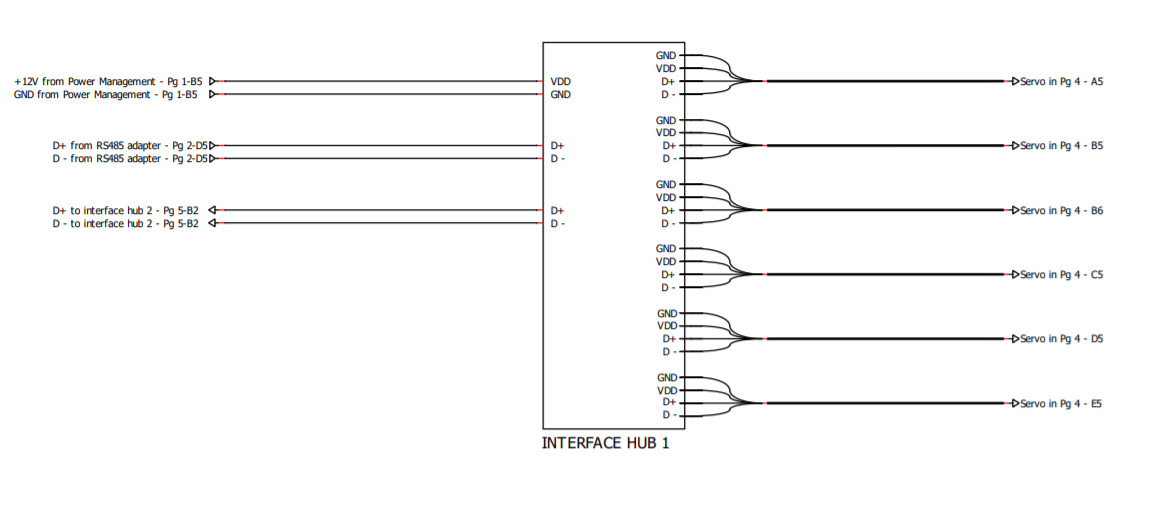 +12V from Power Management - Pg 1-B5
GND from Power Management - Pg 1-B5
D+ from RS485 adapter - Pg 2-D5
D - from RS485 adapter - Pg 2-D5
D+ to interface hub 2 - Pg 5-B2
D - to interface hub 2 - Pg 5-B2
VDD
GND
D+
D -
D+
D -
GND
VDD
D+
D -
Servo in Pg 4 - A5
GND
VDD
D+
D -
Servo in Pg 4 - B5
GND
VDD
D+
D -
Servo in Pg 4 - B6
GND
VDD
D+
D -
Servo in Pg 4 - C5
GND
VDD
D+
D -
Servo in Pg 4 - D5
GND
VDD
D+
D -
Servo in Pg 4 - E5
INTERFACE HUB 1